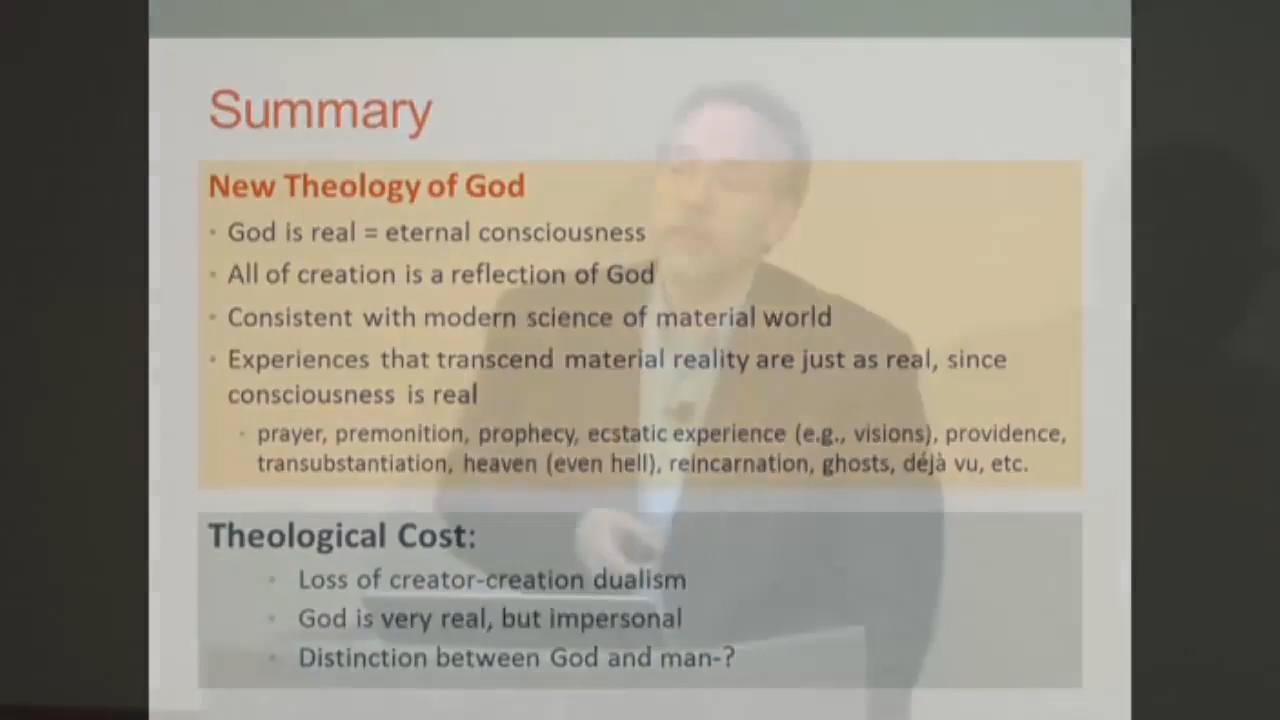 Summary
New Theology of God
· God is real = eternal consciousness
· All of creation is a reflection of God
· Consistent with modern science of material world
· Experiences that transcend material reality are just as real, since
consciousness is real
· prayer, premonition, prophecy, ecstatic experience (e.g., visions), providence,
transubstantiation, heaven (even hell), reincarnation, ghosts, déjà vu, etc.
Theological Cost:
· Loss of creator-creation dualism
· God is very real, but impersonal
· Distinction between God and man-?